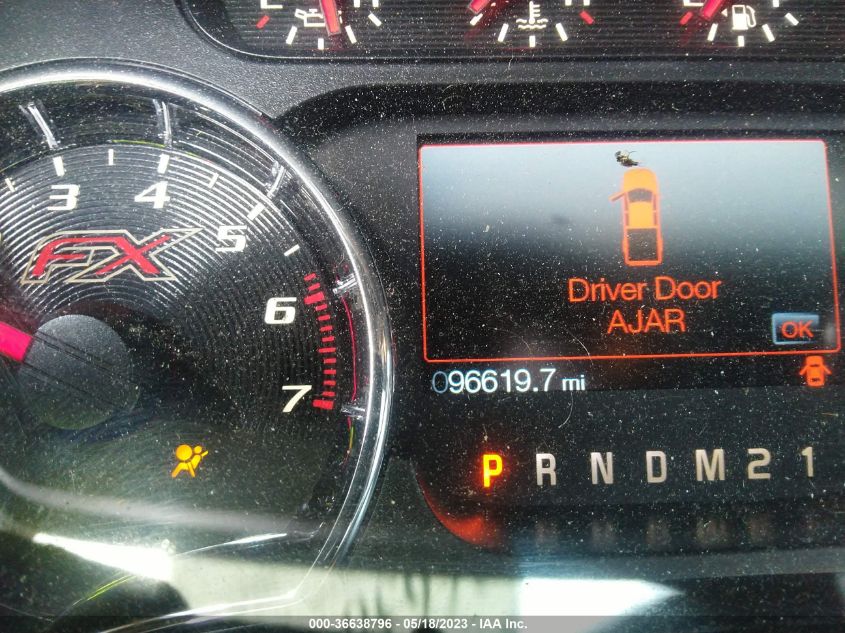 H H
3 4 5 6 7
FX
Driver Door
AJAR
OK
096619.7 mi
P R N D M 2 1
000-36638796 - 05/18/2023 - IAA Inc.